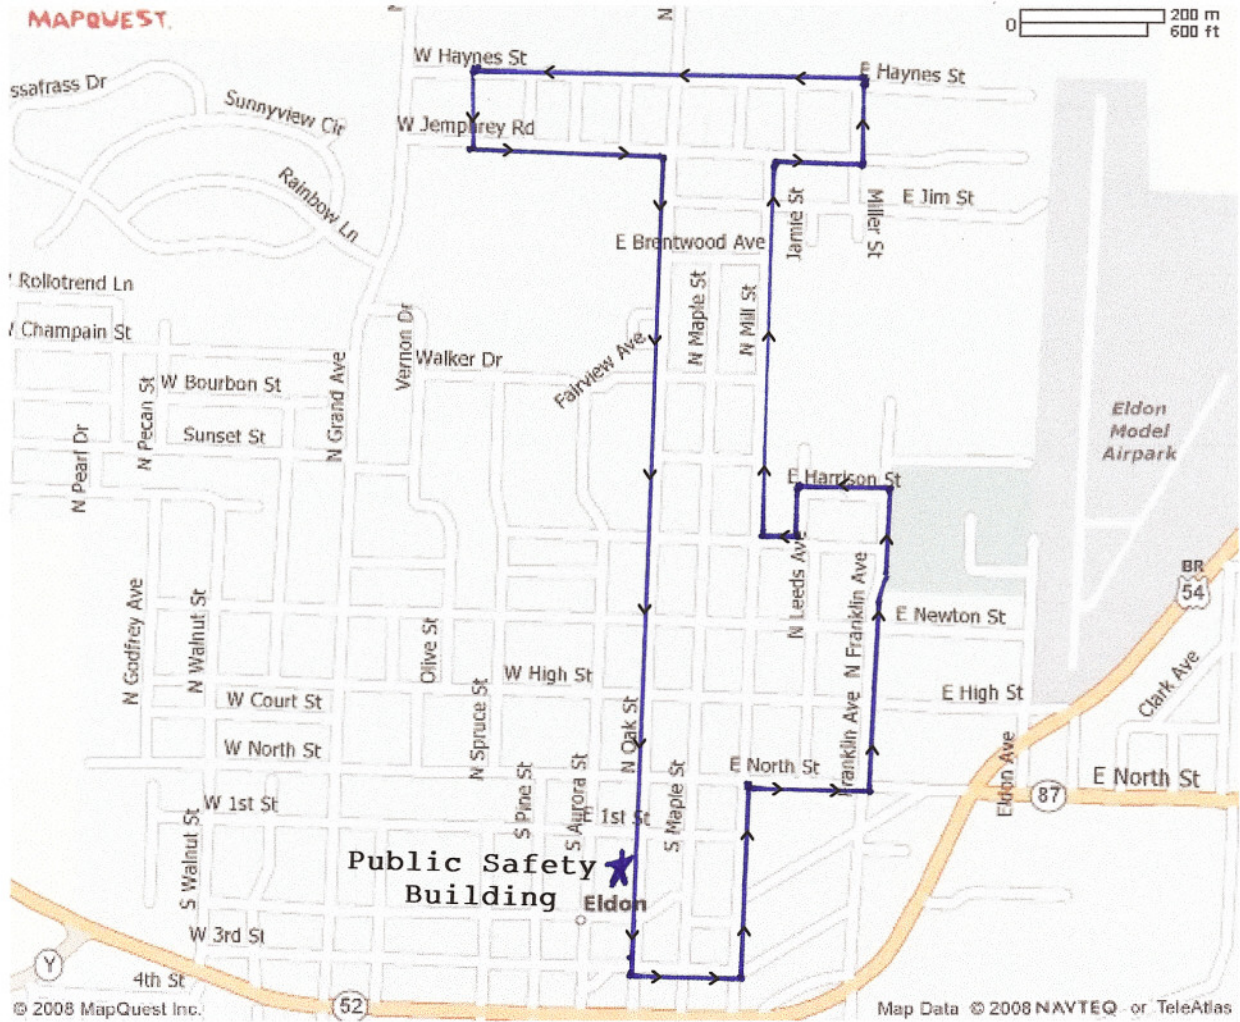 MAPQUEST.
N
N
0
200 m
600 ft
W Haynes St
E Haynes St
ssafrass Dr
Sunnyview Cir
W Jemphrey Rd
Rainbow Ln
Jamie St
Miller St
E Jim St
E Brentwood Ave
Rollotrend Ln
W Champain St
Vernon Dr
N Maple St
N Mill St
Fairview Ave
Walker Dr
N Grand Ave
W Bourbon St
N Pecan St
Sunset St
N Pearl Dr
Eldon
Model
Airpark
E Harrison St
N Leeds Ave
N Franklin Ave
BR
54
N Godfrey Ave
N Walnut St
Olive St
E Newton St
W High St
E High St
Clark Ave
W Court St
N Spruce St
N Oak St
Franklin Ave
W North St
E North St
Eldon Ave
87
E North St
S Pine St
S Aurora St
S Maple St
W 1st St
E 1st St
S Walnut St
Public Safety
Building
Eldon
W 3rd St
Y
4th St
52
© 2008 MapQuest Inc.
Map Data © 2008 NAVTEQ or TeleAtlas